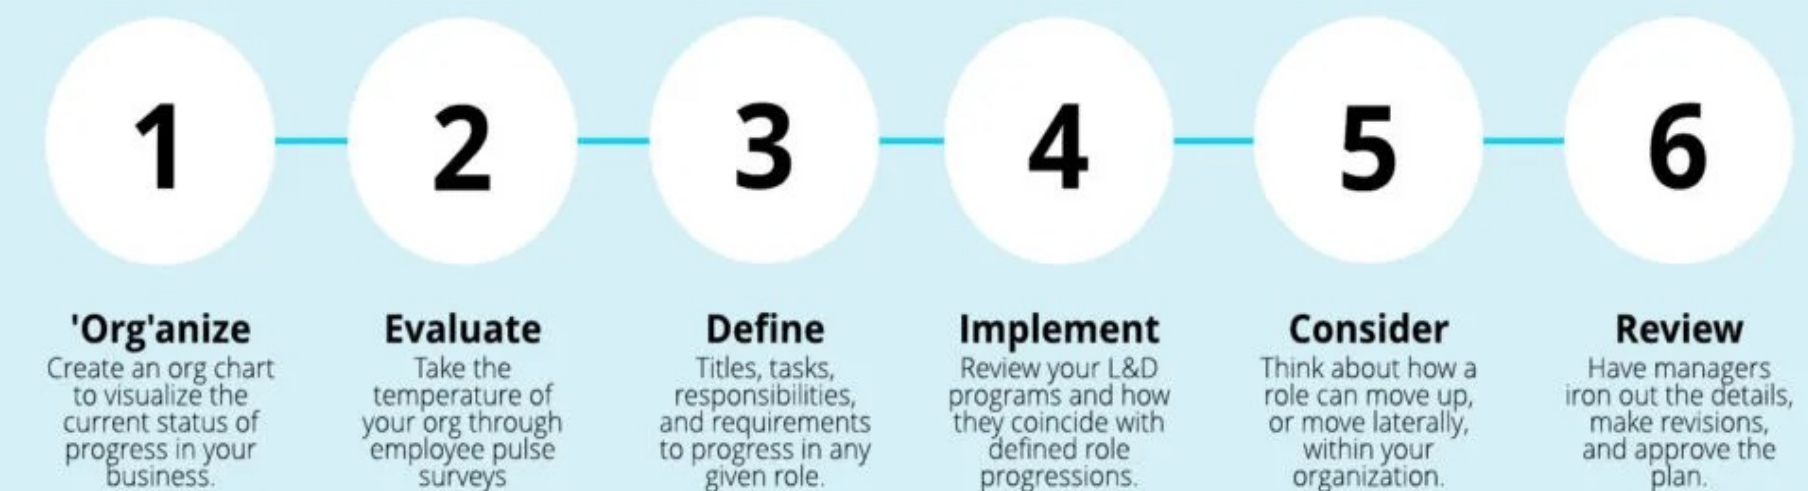 1
2
3
4
5
6
'Org'anize
Create an org chart
to visualize the
current status of
progress in your
business.
Evaluate
Take the
temperature of
your org through
employee pulse
surveys
Define
Titles, tasks,
responsibilities,
and requirements
to progress in any
given role.
Implement
Review your L&D
programs and how
they coincide with
defined role
progressions.
Consider
Think about how a
role can move up,
or move laterally,
within your
organization.
Review
Have managers
iron out the details,
make revisions,
and approve the
plan.